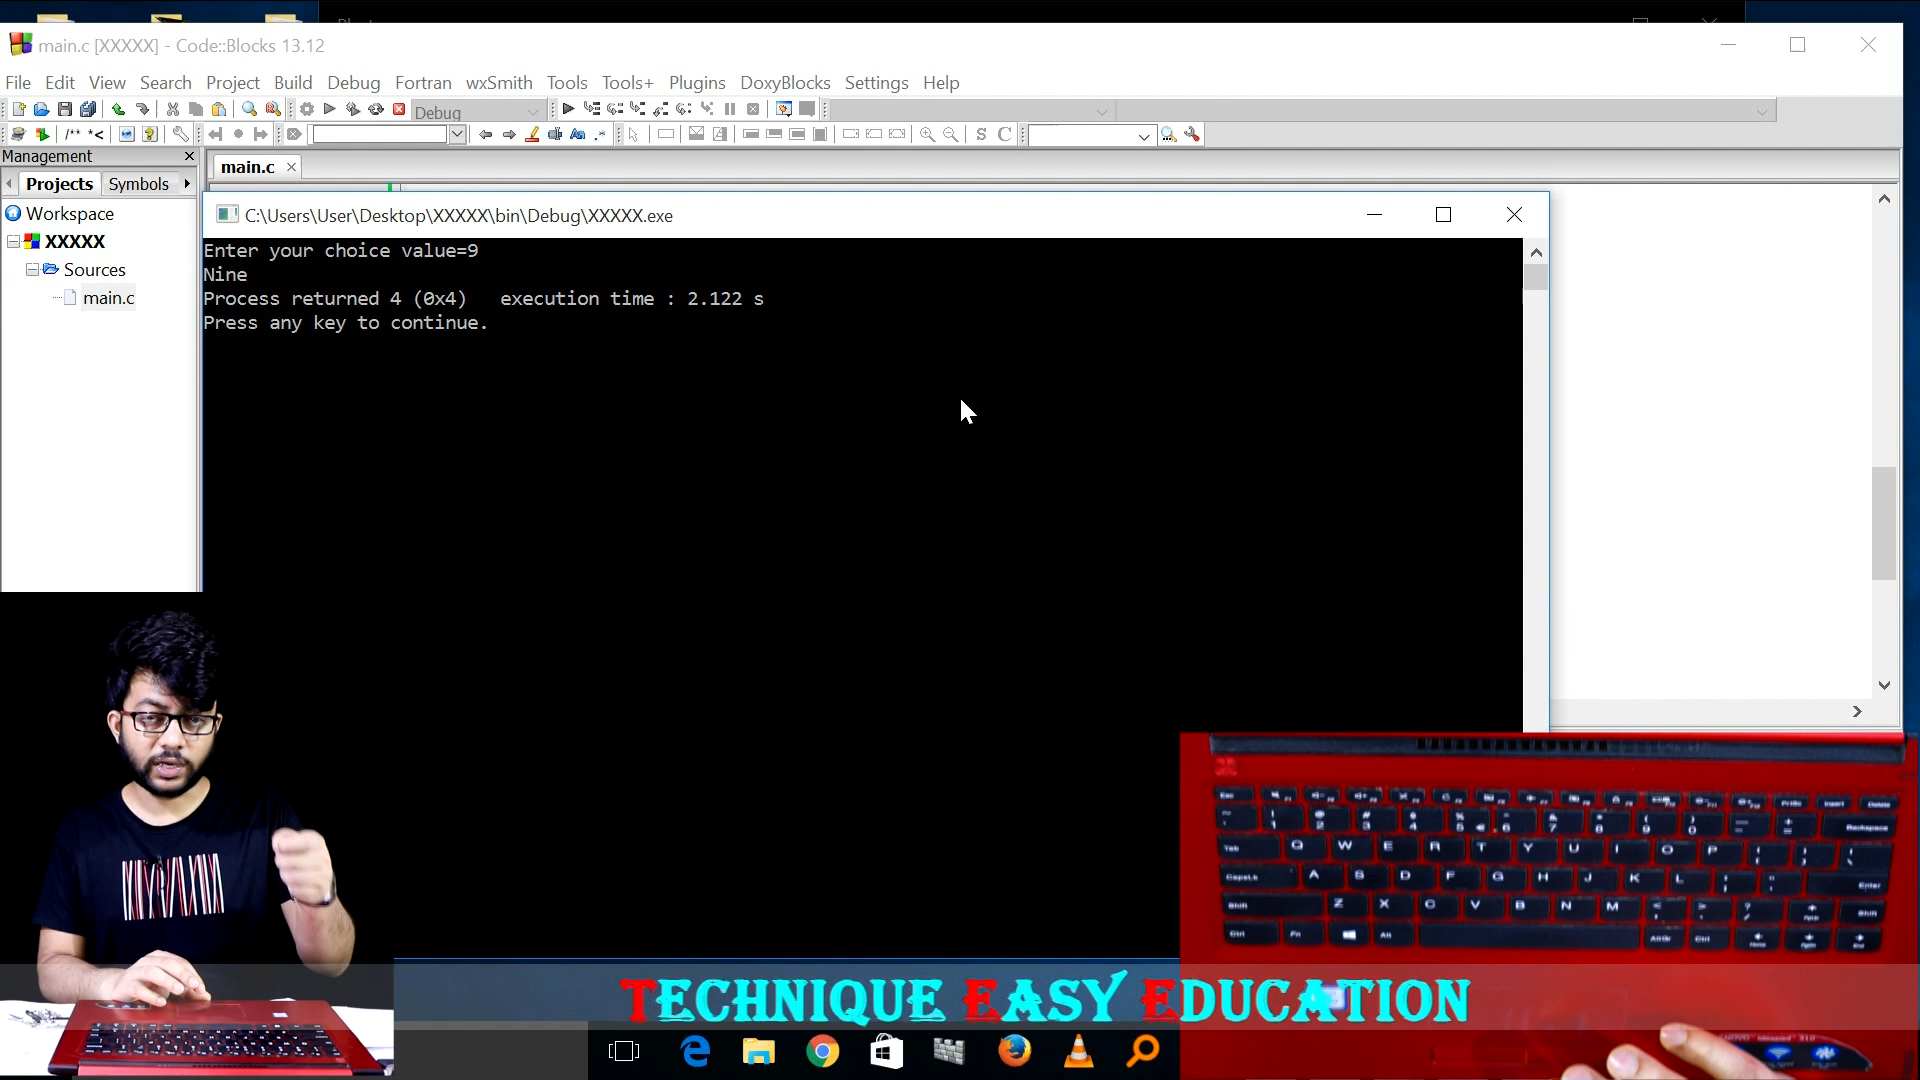 main.c [XXXXX] - Code::Blocks 13.12
File Edit View Search Project Build Debug Fortran wxSmith Tools Tools+ Plugins DoxyBlocks Settings Help
Debug
Management
main.c
Projects Symbols
Workspace
XXXXX
Sources
main.c
C:\Users\User\Desktop\XXXXX\bin\Debug\XXXXX.exe
Enter your choice value=9
Nine
Process returned 4 (0x4)   execution time : 2.122 s
Press any key to continue.
Q W E R T Y U I O P
A S D F G H J K L
Z X C V B N M
TECHNIQUE EASY EDUCATION